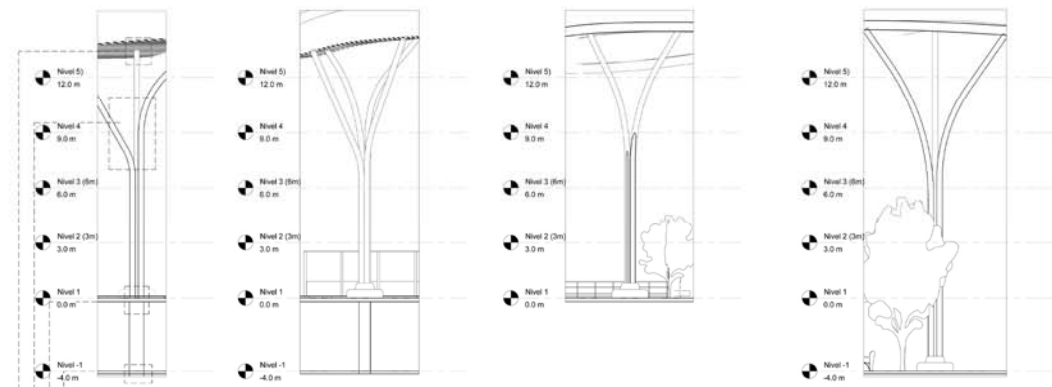 Nivel 5)
12.0 m
Nivel 4
9.0 m
Nivel 3 (6m)
6.0 m
Nivel 2 (3m)
3.0 m
Nivel 1
0.0 m
Nivel -1
-4.0 m
Nivel 5)
12.0 m
Nivel 4
9.0 m
Nivel 3 (6m)
6.0 m
Nivel 2 (3m)
3.0 m
Nivel 1
0.0 m
Nivel -1
-4.0 m
Nivel 5)
12.0 m
Nivel 4
9.0 m
Nivel 3 (6m)
6.0 m
Nivel 2 (3m)
3.0 m
Nivel 1
0.0 m
Nivel 5)
12.0 m
Nivel 4
9.0 m
Nivel 3 (6m)
6.0 m
Nivel 2 (3m)
3.0 m
Nivel 1
0.0 m
Nivel -1
-4.0 m